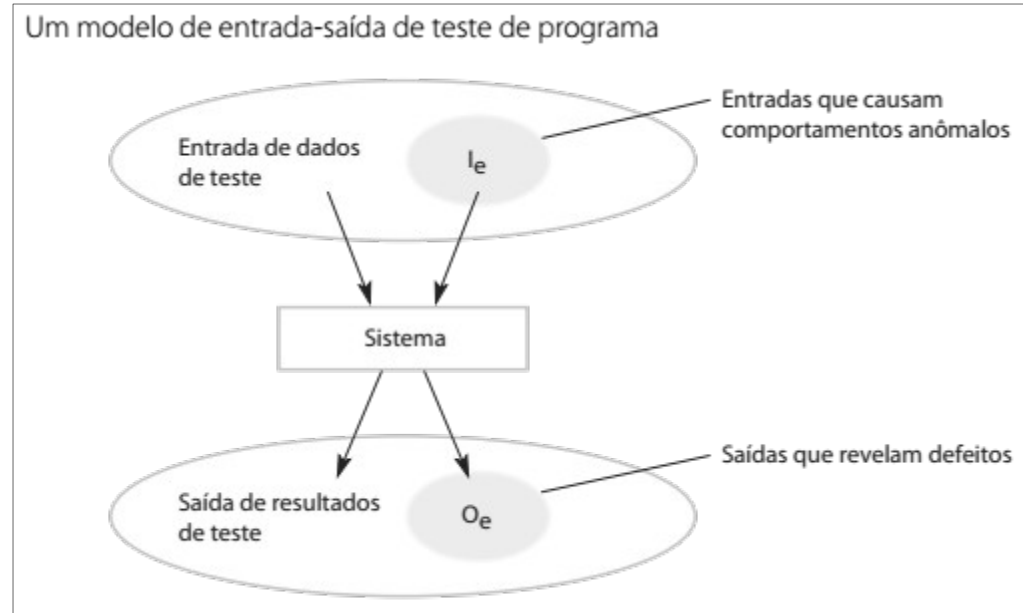 Um modelo de entrada-saída de teste de programa
Entradas que causam
comportamentos anômalos
Entrada de dados
de teste
Ie
Sistema
Saídas que revelam defeitos
Saída de resultados
de teste
Oe